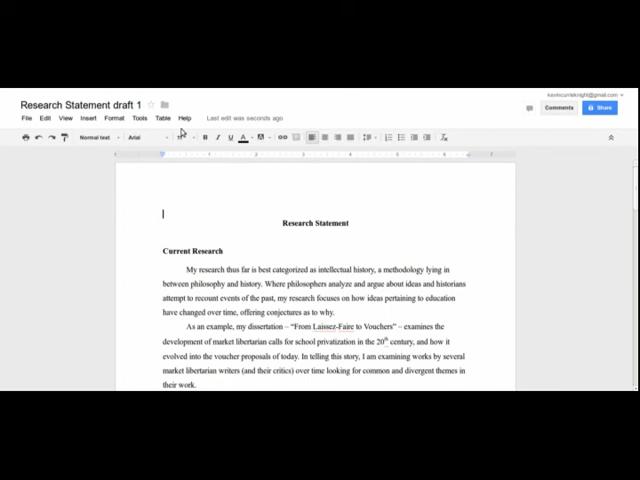 kevincurrieknight@gmail.com
Research Statement draft 1
Comments
Share
File Edit View Insert Format Tools Table Help Last edit was seconds ago
Normal text Arial B I U A A
1 2 3 4 5 6 7
Research Statement
Current Research
My research thus far is best categorized as intellectual history, a methodology lying in
between philosophy and history. Where philosophers analyze and argue about ideas and historians
attempt to recount events of the past, my research focuses on how ideas pertaining to education
have changed over time, offering conjectures as to why.
As an example, my dissertation – “From Laissez-Faire to Vouchers” – examines the
development of market libertarian calls for school privatization in the 20th century, and how it
evolved into the voucher proposals of today. In telling this story, I am examining works by several
market libertarian writers (and their critics) over time looking for common and divergent themes in
their work.